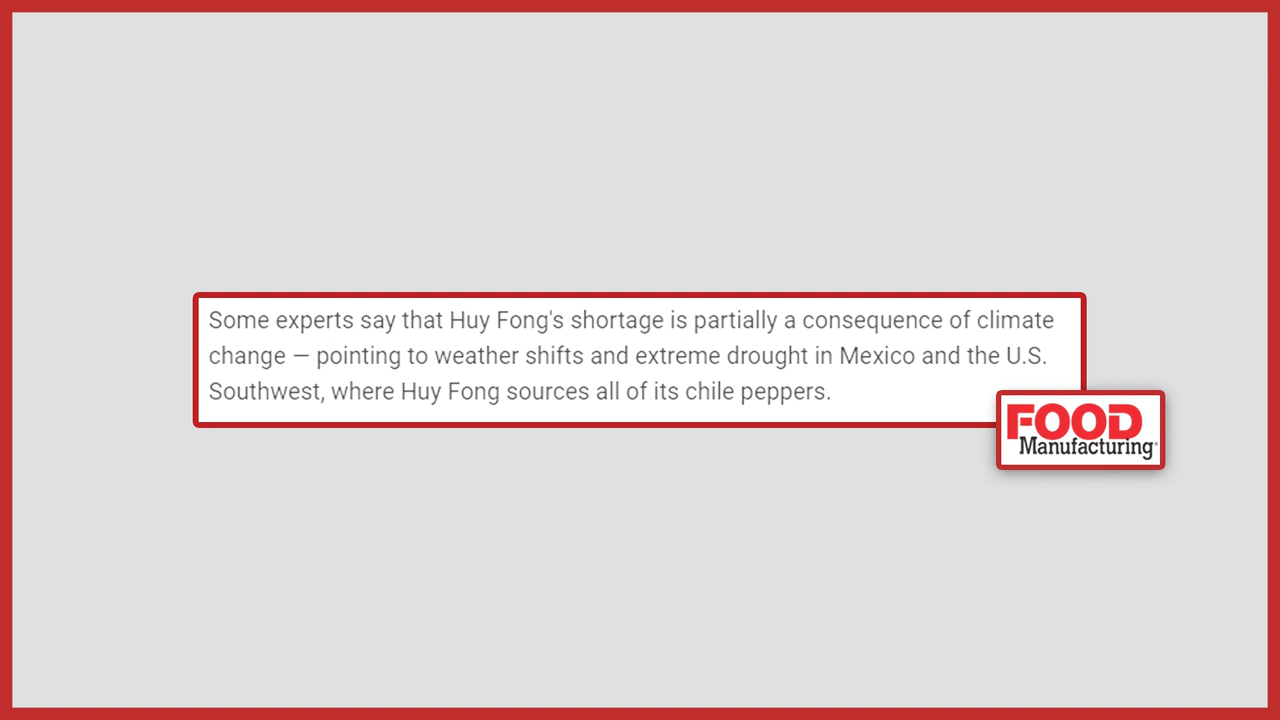 Some experts say that Huy Fong's shortage is partially a consequence of climate
change — pointing to weather shifts and extreme drought in Mexico and the U.S.
Southwest, where Huy Fong sources all of its chile peppers.
FOOD
Manufacturing